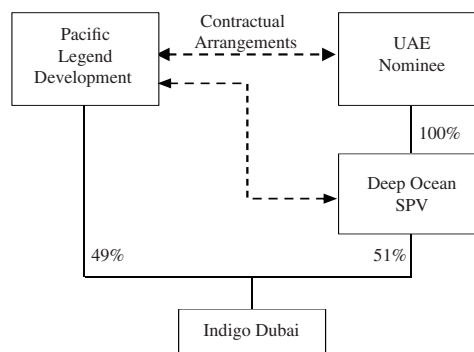 Pacific
Legend
Development
Contractual
Arrangements
UAE
Nominee
100%
Deep Ocean
SPV
49%
51%
Indigo Dubai